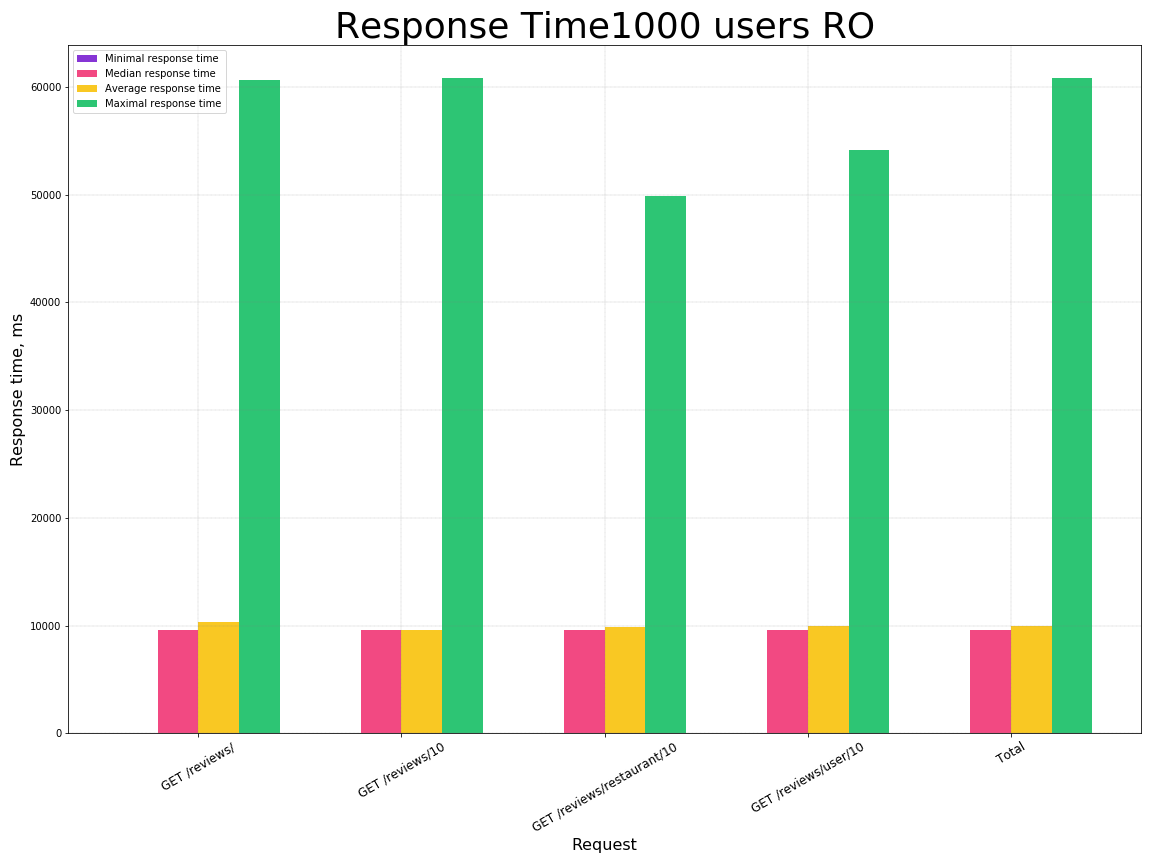 Response Time1000 users RO
Minimal response time
Median response time
Average response time
Maximal response time
60000
50000
40000
30000
20000
10000
0
Response time, ms
GET /reviews/
GET /reviews/10
GET /reviews/restaurant/10
GET /reviews/user/10
Total
Request